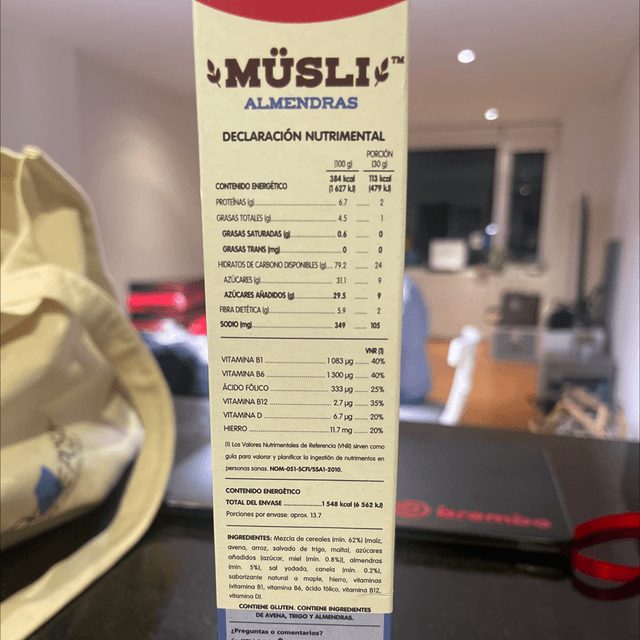 MÜSLI™
ALMENDRAS
DECLARACIÓN NUTRIMENTAL
(100 g) PORCIÓN (30 g)
CONTENIDO ENERGÉTICO 384 kcal (1 627 kJ) 113 kcal (479 kJ)
PROTEÍNAS (g) 6.7 2
GRASAS TOTALES (g) 4.5 1
GRASAS SATURADAS (g) 0.6 0
GRASAS TRANS (mg) 0 0
HIDRATOS DE CARBONO DISPONIBLES (g) 79.2 24
AZÚCARES (g) 31.1 9
AZÚCARES AÑADIDOS (g) 29.5 9
FIBRA DIETÉTICA (g) 5.9 2
SODIO (mg) 349 105
VNR (1)
VITAMINA B1 1 083 µg 40%
VITAMINA B6 1 300 µg 40%
ÁCIDO FÓLICO 333 µg 25%
VITAMINA B12 2.7 µg 35%
VITAMINA D 6.7 µg 20%
HIERRO 11.7 mg 20%
(1) Los Valores Nutrimentales de Referencia (VNR) sirven como
guía para valorar y planificar la ingestión de nutrimentos en
personas sanas. NOM-051-SCFI/SSA1-2010.
CONTENIDO ENERGÉTICO
TOTAL DEL ENVASE 1 548 kcal (6 562 kJ)
Porciones por envase: aprox. 13.7
INGREDIENTES: Mezcla de cereales (mín. 62%) (maíz,
avena, arroz, salvado de trigo, malta), azúcares
añadidos (azúcar, miel (mín. 0.8%)), almendras
(mín. 5%), sal yodada, canela (mín. 0.2%),
saborizante natural a maple, hierro, vitaminas
(vitamina B1, vitamina B6, ácido fólico, vitamina B12,
vitamina D).
CONTIENE GLUTEN. CONTIENE INGREDIENTES
DE AVENA, TRIGO Y ALMENDRAS.
¿Preguntas o comentarios?
brembo